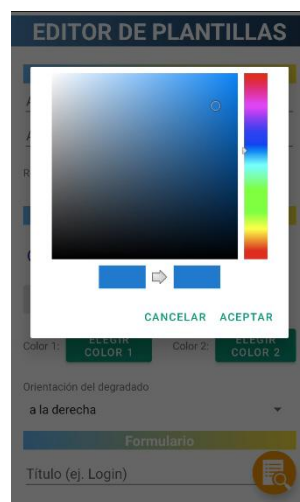 EDITOR DE PLANTILLAS
CANCELAR ACEPTAR
Color 1: ELEGIR COLOR 1 Color 2: ELEGIR COLOR 2
Orientación del degradado
a la derecha
Formulario
Título (ej. Login)